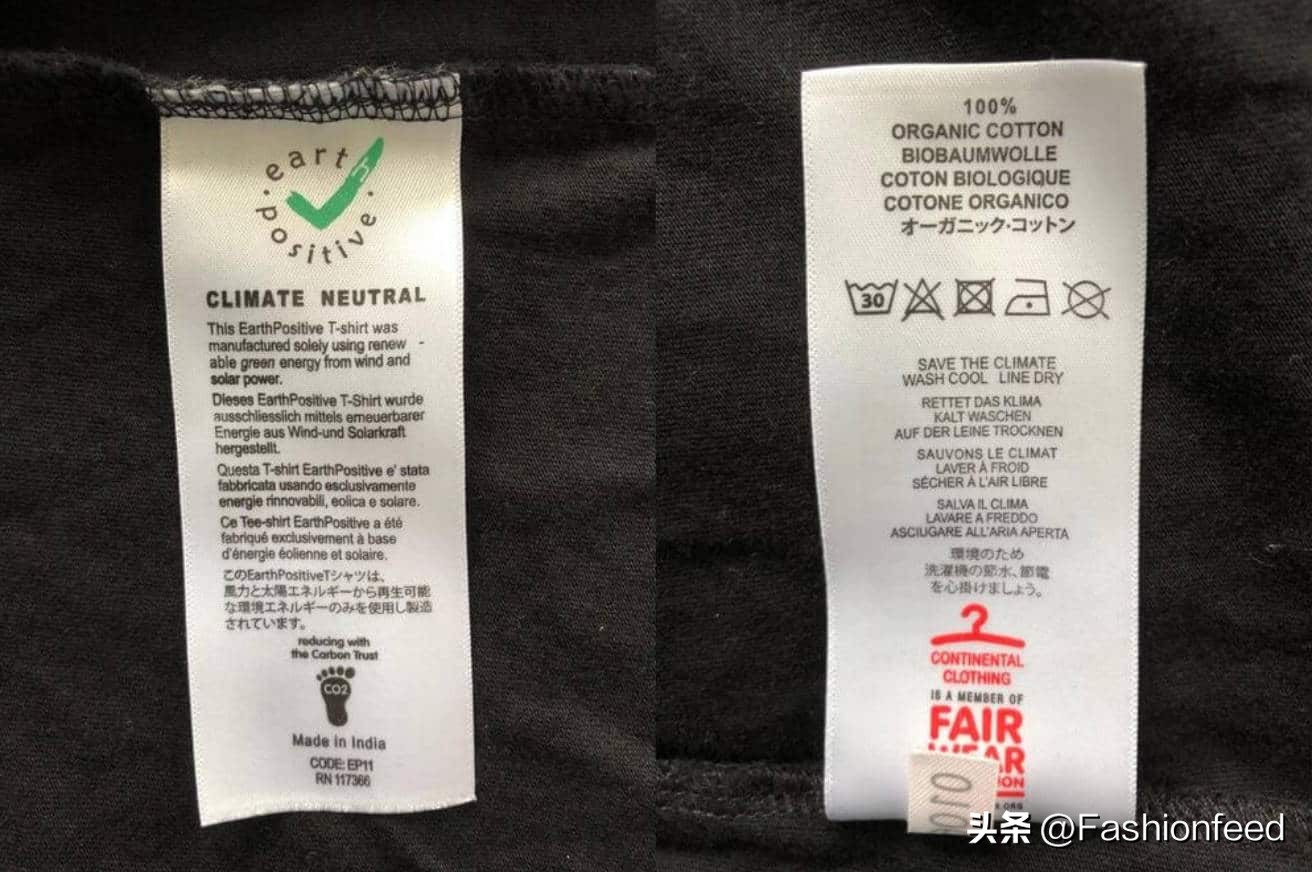 eart
positive
CLIMATE NEUTRAL
This EarthPositive T-shirt was
manufactured solely using renew -
able green energy from wind and
solar power.
Dieses EarthPositive T-Shirt wurde
ausschliesslich mittels erneuerbarer
Energie aus Wind-und Solarkraft
hergestellt.
Questa T-shirt EarthPositive e' stata
fabbricata usando esclusivamente
energie rinnovabili, eolica e solare.
Ce Tee-shirt EarthPositive a été
fabriqué exclusivement à base
d'énergie éolienne et solaire.
このEarthPositiveTシャツは、
風力と太陽エネルギーから再生可能
な環境エネルギーのみを使用し製造
されています。
reducing with
the Carbon Trust
CO2
Made in India
CODE: EP11
RN 117366
100%
ORGANIC COTTON
BIOBAUMWOLLE
COTON BIOLOGIQUE
COTONE ORGANICO
オーガニック·コットン
30
SAVE THE CLIMATE
WASH COOL LINE DRY
RETTET DAS KLIMA
KALT WASCHEN
AUF DER LEINE TROCKNEN
SAUVONS LE CLIMAT
LAVER À FROID
SÉCHER À L'AIR LIBRE
SALVA IL CLIMA
LAVARE A FREDDO
ASCIUGARE ALL'ARIA APERTA
環境のため
洗濯機の節水、節電
を心掛けましょう。
CONTINENTAL
CLOTHING
IS A MEMBER OF
FAIR
WEAR
ION
.ORG
010
头条 @Fashionfeed